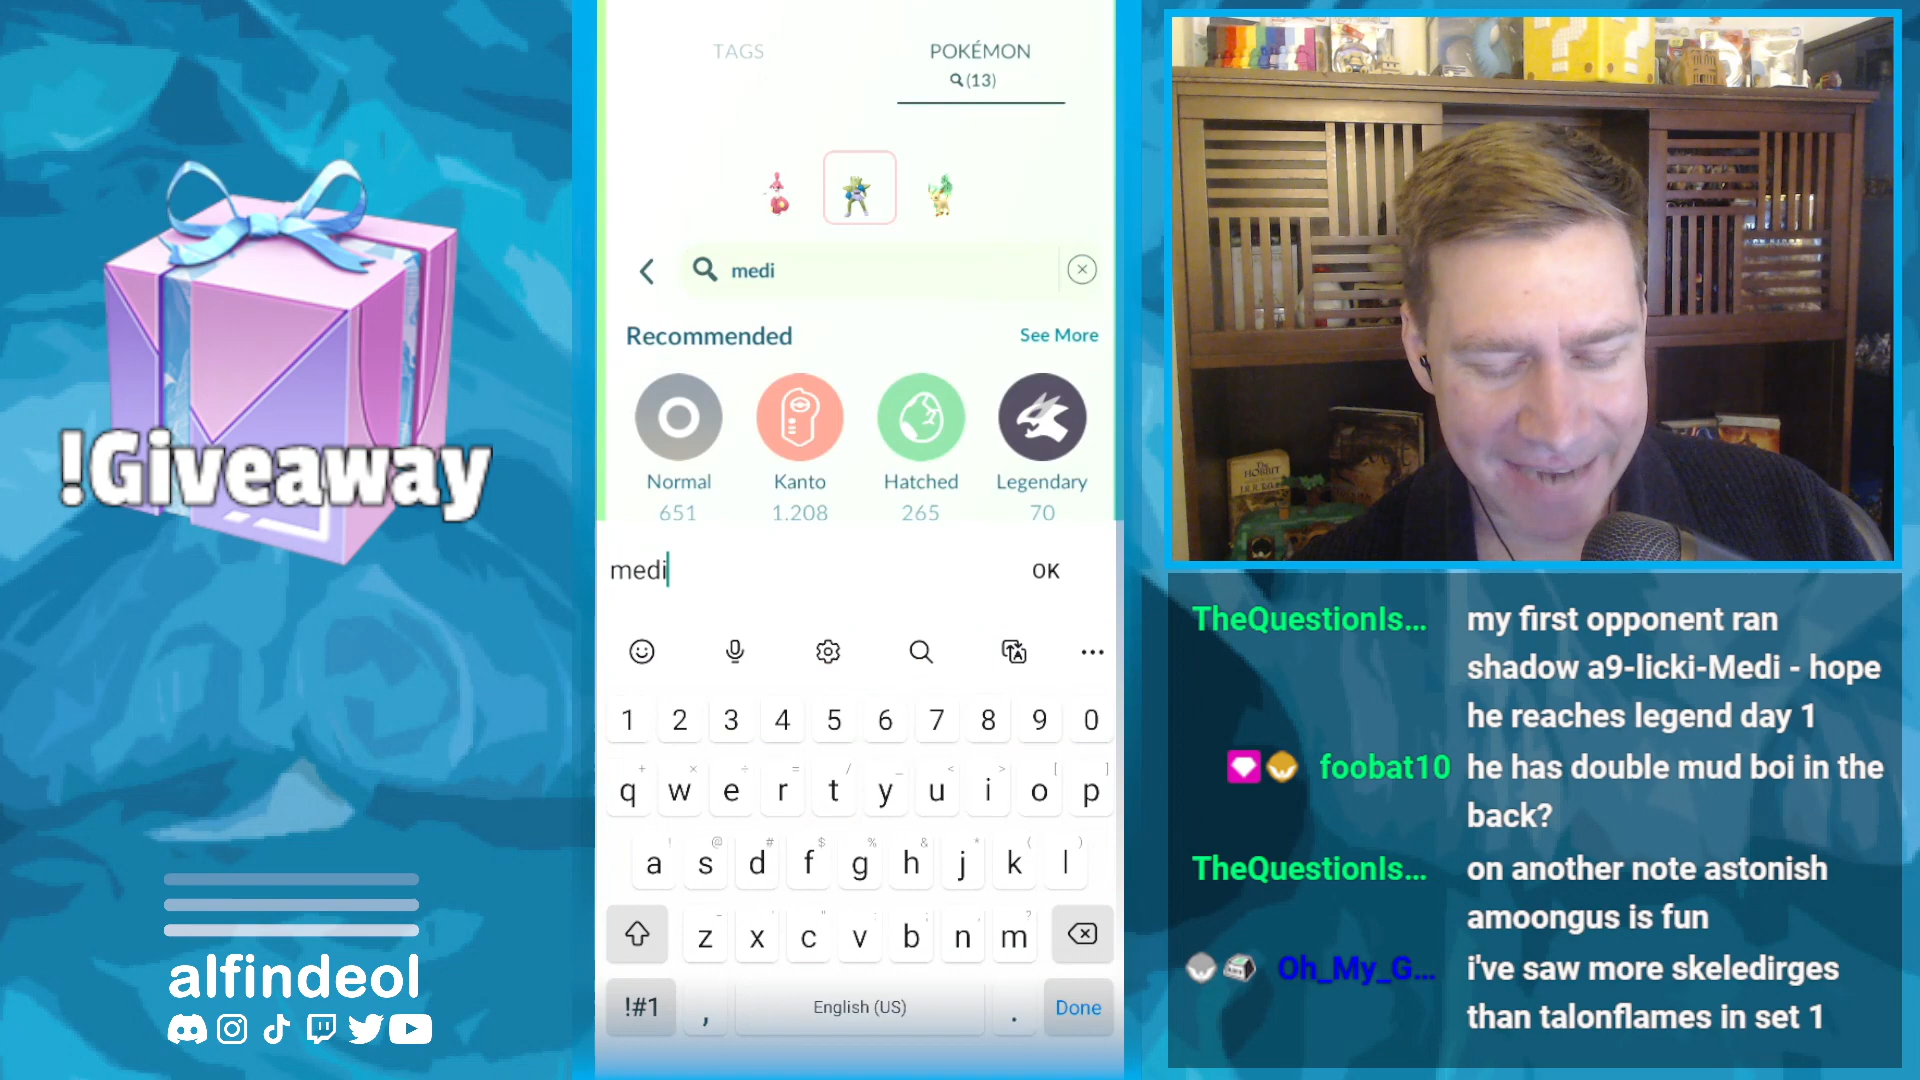 !Giveaway
alfindeol
TAGS
POKÉMON
(13)
medi
Recommended
See More
Normal
Kanto
Hatched
Legendary
651
1.208
265
70
medi
OK
1 2 3 4 5 6 7 8 9 0
+ × ÷ = / _ < > [ ]
q w e r t y u i o p
! @ # $ % & * ( )
a s d f g h j k l
- ' " : ; , ?
z x c v b n m
!#1 , English (US) . Done
The
HOBBIT
TheQuestionIs...
my first opponent ran
shadow a9-licki-Medi - hope
he reaches legend day 1
foobat10
he has double mud boi in the
back?
TheQuestionIs...
on another note astonish
amoongus is fun
Oh_My_G...
i've saw more skeledirges
than talonflames in set 1